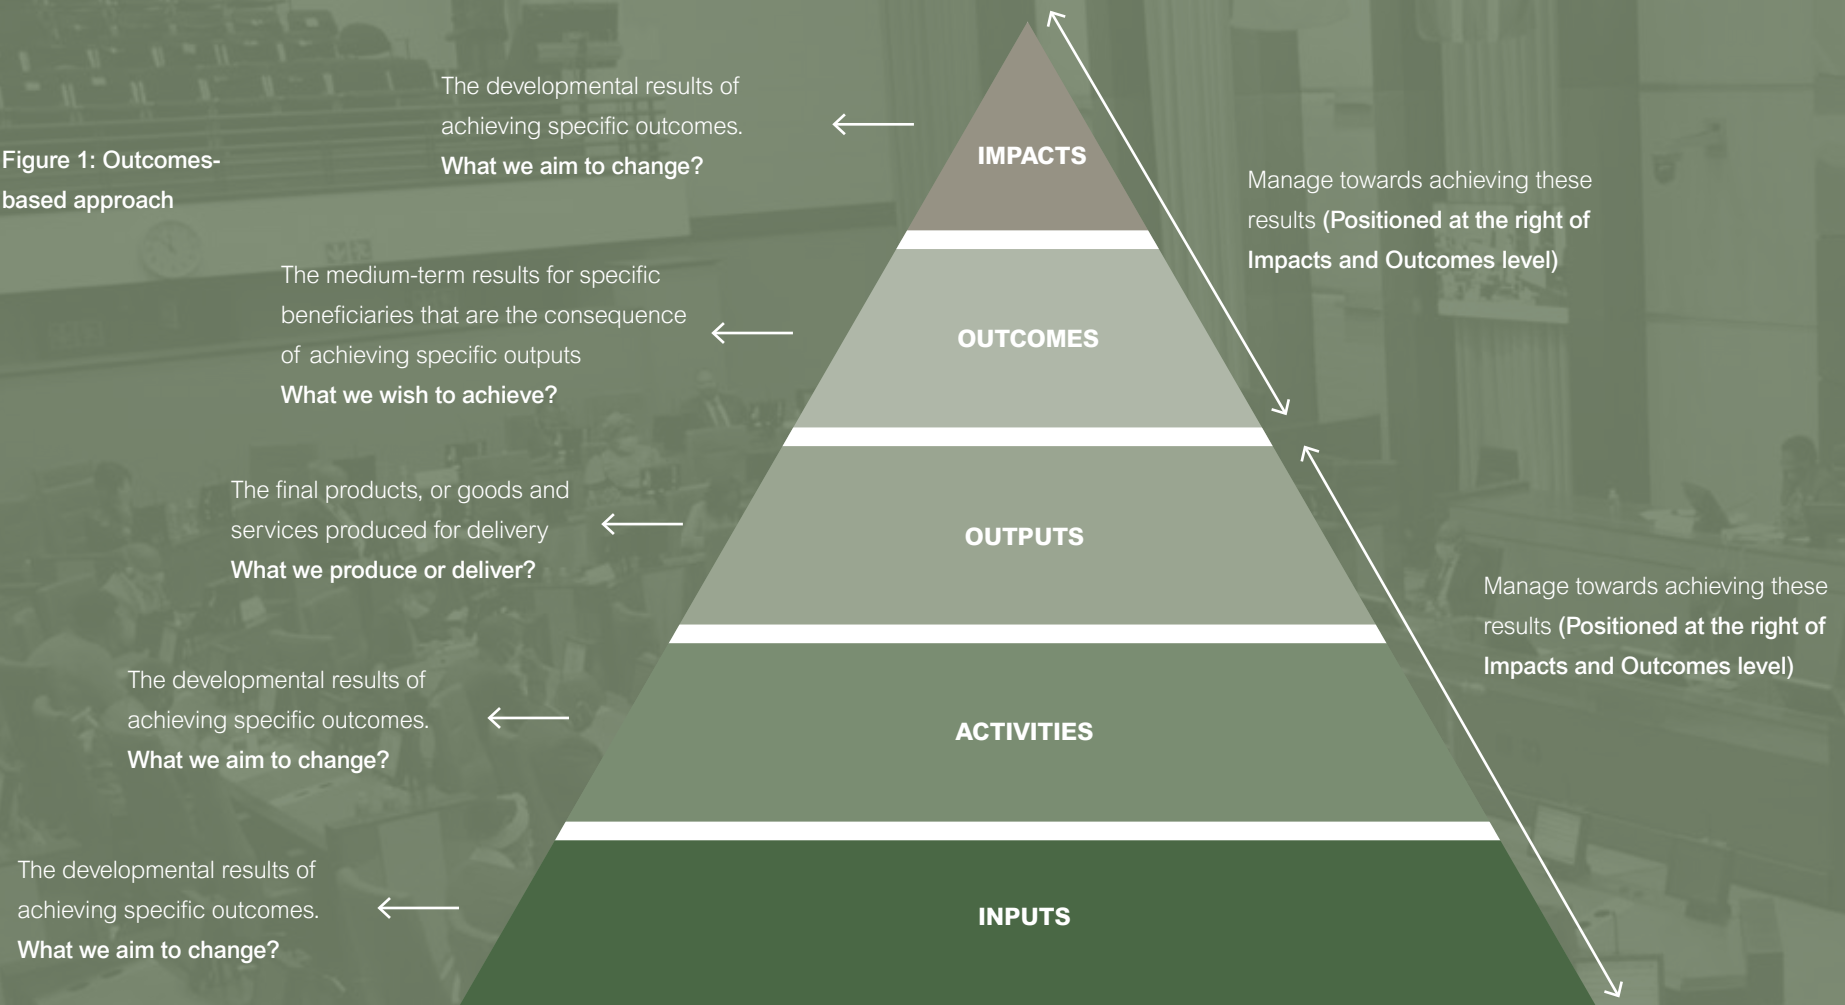 Figure 1: Outcomes-
based approach
The developmental results of
achieving specific outcomes.
What we aim to change?
IMPACTS
Manage towards achieving these
results (Positioned at the right of
Impacts and Outcomes level)
The medium-term results for specific
beneficiaries that are the consequence
of achieving specific outputs
What we wish to achieve?
OUTCOMES
The final products, or goods and
services produced for delivery
What we produce or deliver?
OUTPUTS
Manage towards achieving these
results (Positioned at the right of
Impacts and Outcomes level)
The developmental results of
achieving specific outcomes.
What we aim to change?
ACTIVITIES
The developmental results of
achieving specific outcomes.
What we aim to change?
INPUTS